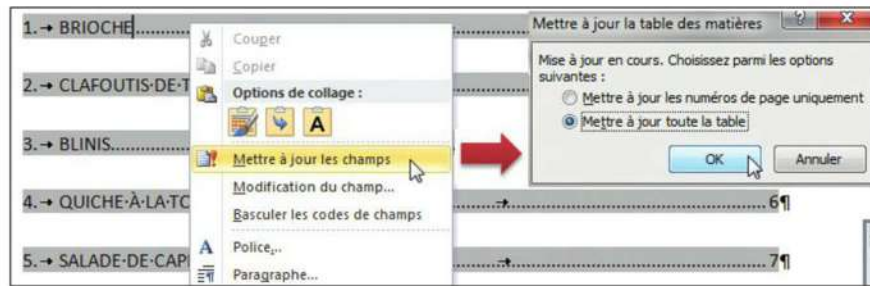 1.→ BRIOCHE
2.→ CLAFOUTIS·DE·T
3.→ BLINIS
4.→ QUICHE·À·LA·TO 6¶
5.→ SALADE·DE·CAP 7¶
Couper
Copier
Options de collage :
A
Mettre à jour les champs
Modification du champ...
Basculer les codes de champs
A Police...
Paragraphe...
Mettre à jour la table des matières
Mise à jour en cours. Choisissez parmi les options
suivantes :
Mettre à jour les numéros de page uniquement
Mettre à jour toute la table
OK Annuler